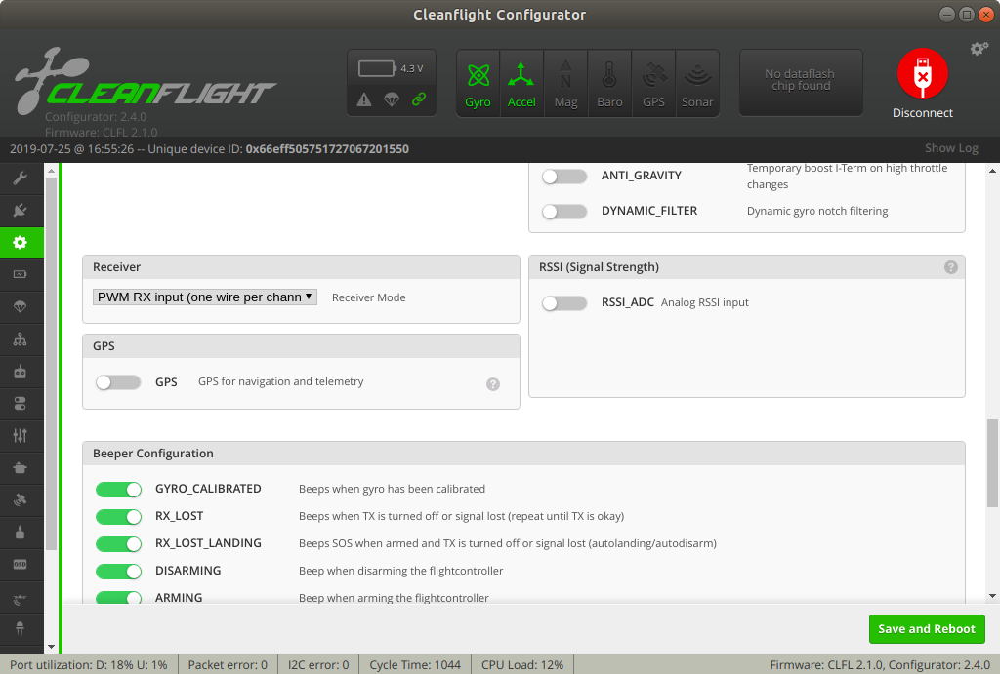 Cleanflight Configurator
CLEANFLIGHT
Configurator: 2.4.0
Firmware: CLFL 2.1.0
4.3 V
Gyro
Accel
Mag
Baro
GPS
Sonar
No dataflash
chip found
Disconnect
2019-07-25 @ 16:55:26 -- Unique device ID: 0x66eff505751727067201550
Show Log
ANTI_GRAVITY
Temporary boost I-Term on high throttle
changes
DYNAMIC_FILTER
Dynamic gyro notch filtering
Receiver
PWM RX input (one wire per chann
Receiver Mode
RSSI (Signal Strength)
?
RSSI_ADC Analog RSSI input
GPS
GPS
GPS for navigation and telemetry
?
Beeper Configuration
GYRO_CALIBRATED
Beeps when gyro has been calibrated
RX_LOST
Beeps when TX is turned off or signal lost (repeat until TX is okay)
RX_LOST_LANDING
Beeps SOS when armed and TX is turned off or signal lost (autolanding/autodisarm)
DISARMING
Beep when disarming the flightcontroller
ARMING
Beep when arming the flightcontroller
N
OSD
Save and Reboot
Port utilization: D: 18% U: 1%
Packet error: 0
I2C error: 0
Cycle Time: 1044
CPU Load: 12%
Firmware: CLFL 2.1.0, Configurator: 2.4.0